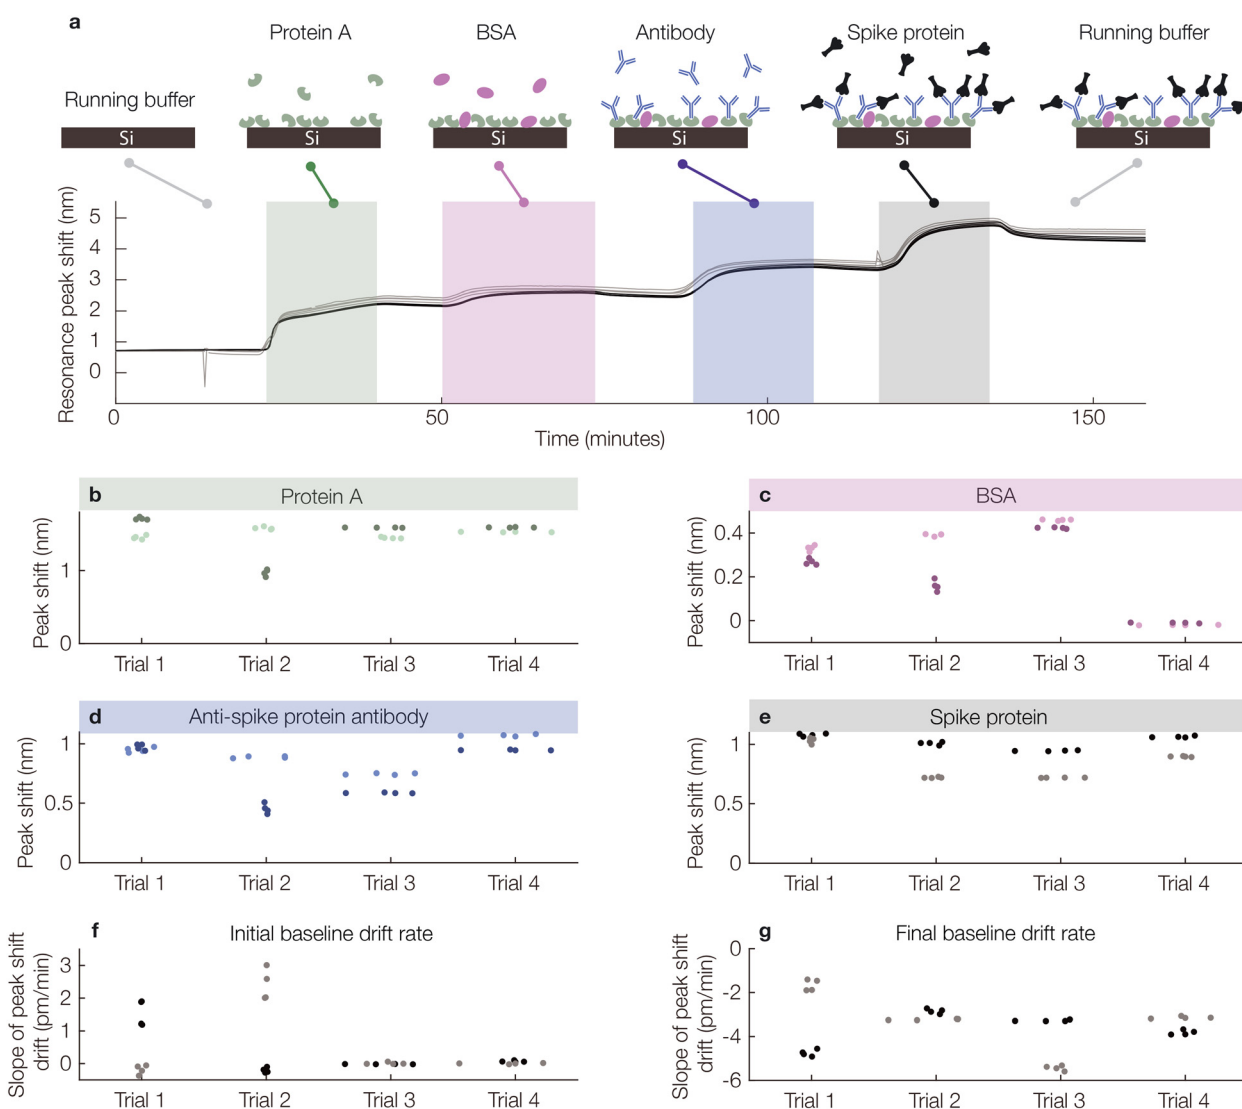 a
Protein A
BSA
Antibody
Spike protein
Running buffer
Running buffer
Si
Si
Si
Si
Si
Si
Resonance peak shift (nm)
5
4
3
2
1
0
0
50
100
150
Time (minutes)
b
Protein A
Peak shift (nm)
1
0
Trial 1
Trial 2
Trial 3
Trial 4
c
BSA
Peak shift (nm)
0.4
0.2
0
Trial 1
Trial 2
Trial 3
Trial 4
d
Anti-spike protein antibody
Peak shift (nm)
1
0.5
0
Trial 1
Trial 2
Trial 3
Trial 4
e
Spike protein
Peak shift (nm)
1
0.5
0
Trial 1
Trial 2
Trial 3
Trial 4
f
Initial baseline drift rate
Slope of peak shift
drift (pm/min)
3
2
1
0
Trial 1
Trial 2
Trial 3
Trial 4
g
Final baseline drift rate
Slope of peak shift
drift (pm/min)
0
-2
-4
-6
Trial 1
Trial 2
Trial 3
Trial 4